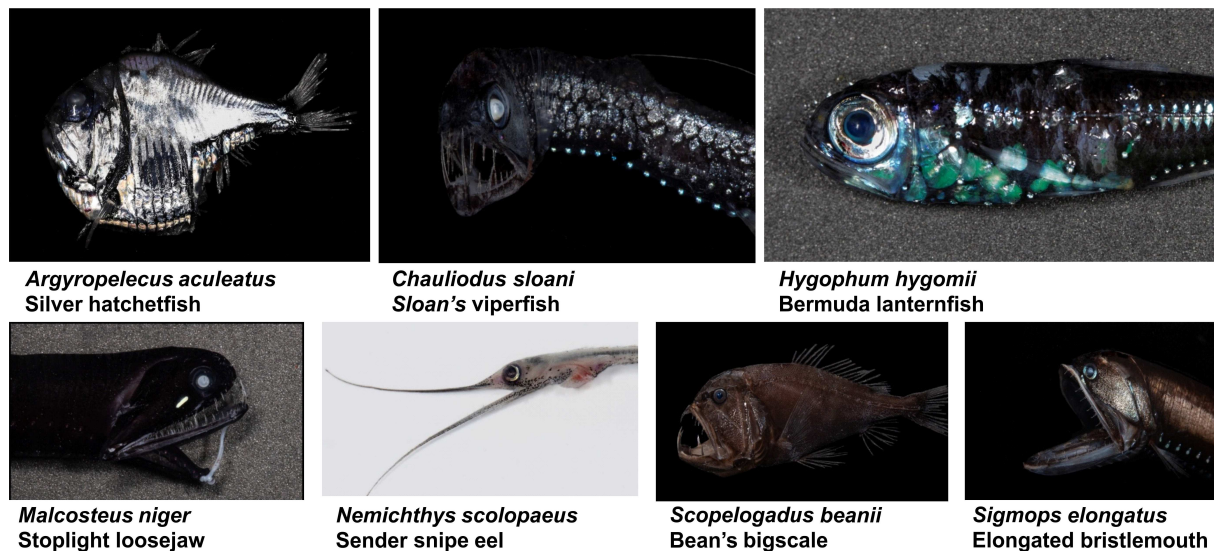 Argyropelecus aculeatus
Silver hatchetfish
Chauliodus sloani
Sloan's viperfish
Hygophum hygomii
Bermuda lanternfish
Malcosteus niger
Stoplight loosejaw
Nemichthys scolopaeus
Sender snipe eel
Scopelogadus beanii
Bean's bigscale
Sigmops elongatus
Elongated bristlemouth